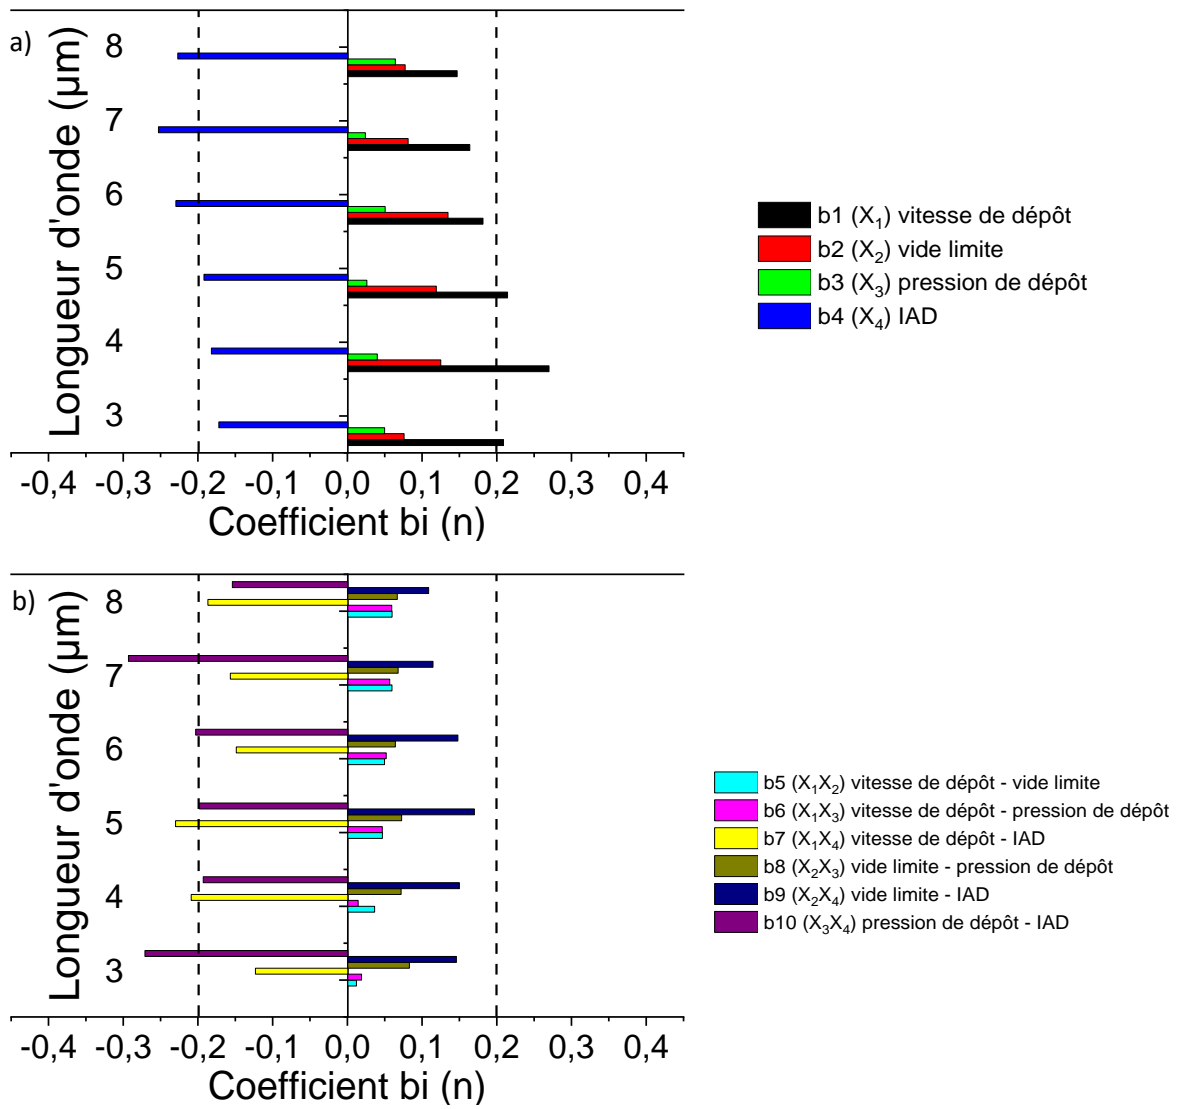 a)
Longueur d'onde (µm)
8
7
6
5
4
3
-0,4 -0,3 -0,2 -0,1 0,0 0,1 0,2 0,3 0,4
Coefficient bi (n)
b1 (X₁) vitesse de dépôt
b2 (X₂) vide limite
b3 (X₃) pression de dépôt
b4 (X₄) IAD
b)
Longueur d'onde (µm)
8
7
6
5
4
3
-0,4 -0,3 -0,2 -0,1 0,0 0,1 0,2 0,3 0,4
Coefficient bi (n)
b5 (X₁X₂) vitesse de dépôt - vide limite
b6 (X₁X₃) vitesse de dépôt - pression de dépôt
b7 (X₁X₄) vitesse de dépôt - IAD
b8 (X₂X₃) vide limite - pression de dépôt
b9 (X₂X₄) vide limite - IAD
b10 (X₃X₄) pression de dépôt - IAD